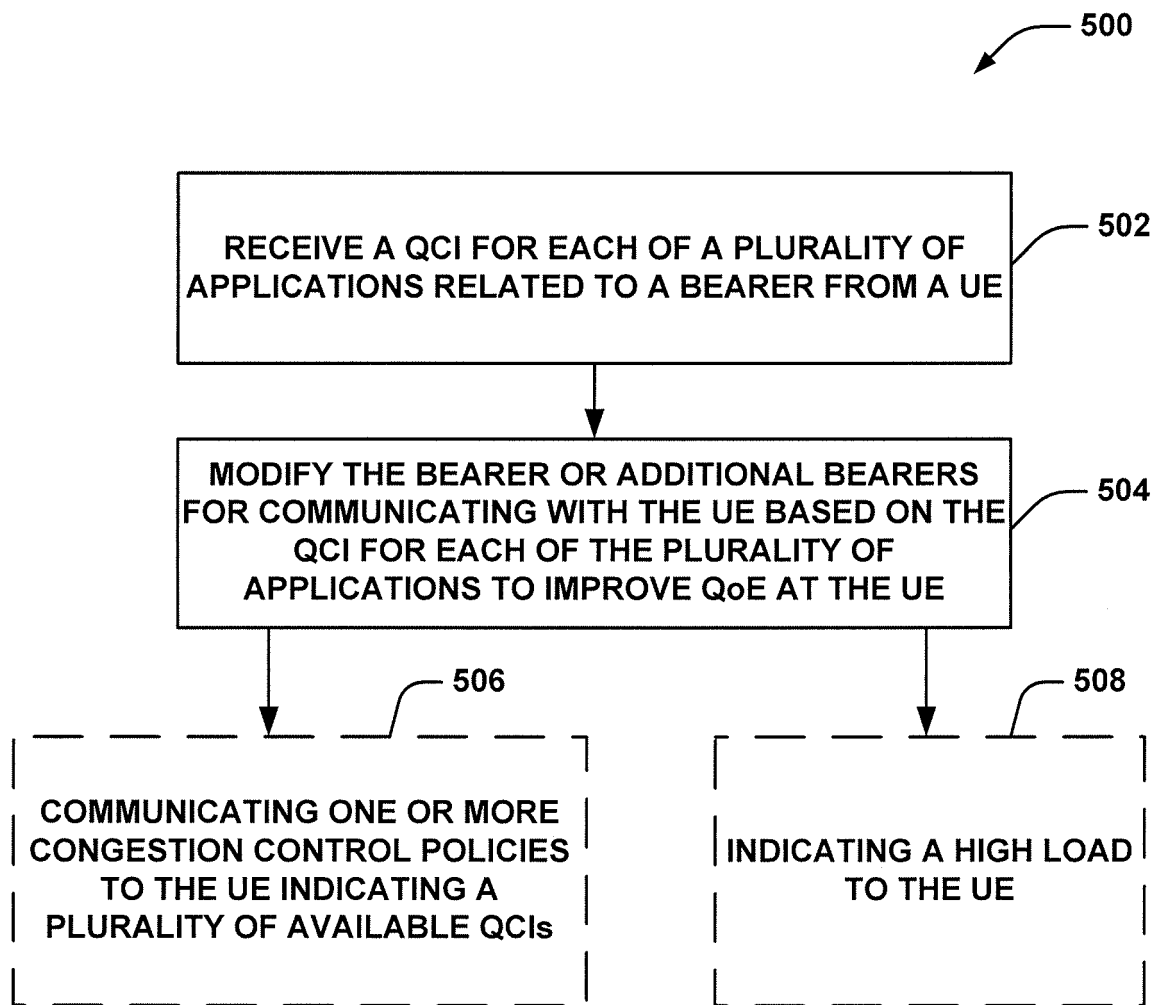 500
RECEIVE A QCI FOR EACH OF A PLURALITY OF
APPLICATIONS RELATED TO A BEARER FROM A UE
502
MODIFY THE BEARER OR ADDITIONAL BEARERS
FOR COMMUNICATING WITH THE UE BASED ON THE
QCI FOR EACH OF THE PLURALITY OF
APPLICATIONS TO IMPROVE QoE AT THE UE
504
506
COMMUNICATING ONE OR MORE
CONGESTION CONTROL POLICIES
TO THE UE INDICATING A
PLURALITY OF AVAILABLE QCIs
508
INDICATING A HIGH LOAD
TO THE UE